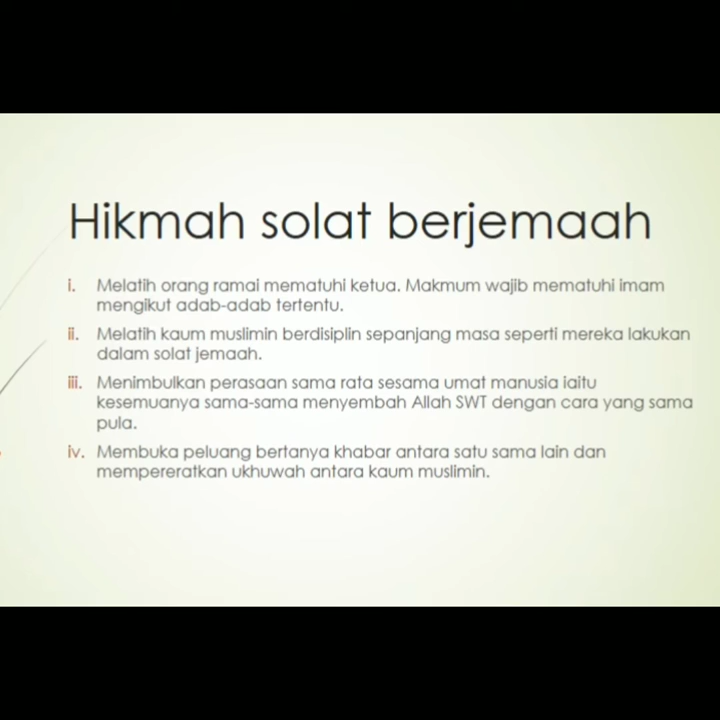 Hikmah solat berjemaah
i. Melatih orang ramai mematuhi ketua. Makmum wajib mematuhi imam
mengikut adab-adab tertentu.
ii. Melatih kaum muslimin berdisiplin sepanjang masa seperti mereka lakukan
dalam solat jemaah.
iii. Menimbulkan perasaan sama rata sesama umat manusia iaitu
kesemuanya sama-sama menyembah Allah SWT dengan cara yang sama
pula.
iv. Membuka peluang bertanya khabar antara satu sama lain dan
mempereratkan ukhuwah antara kaum muslimin.